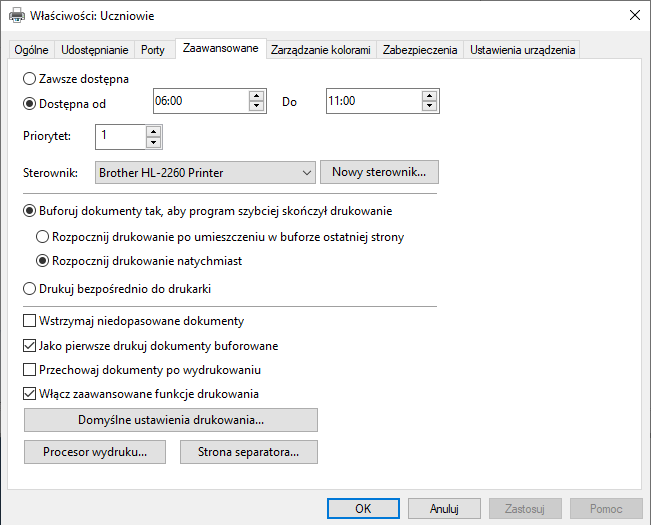 Właściwości: Uczniowie
Ogólne Udostępnianie Porty Zaawansowane Zarządzanie kolorami Zabezpieczenia Ustawienia urządzenia
Zawsze dostępna
Dostępna od 06:00 Do 11:00
Priorytet: 1
Sterownik: Brother HL-2260 Printer Nowy sterownik...
Buforuj dokumenty tak, aby program szybciej skończył drukowanie
Rozpocznij drukowanie po umieszczeniu w buforze ostatniej strony
Rozpocznij drukowanie natychmiast
Drukuj bezpośrednio do drukarki
Wstrzymaj niedopasowane dokumenty
Jako pierwsze drukuj dokumenty buforowane
Przechowaj dokumenty po wydrukowaniu
Włącz zaawansowane funkcje drukowania
Domyślne ustawienia drukowania...
Procesor wydruku... Strona separatora...
OK Anuluj Zastosuj Pomoc